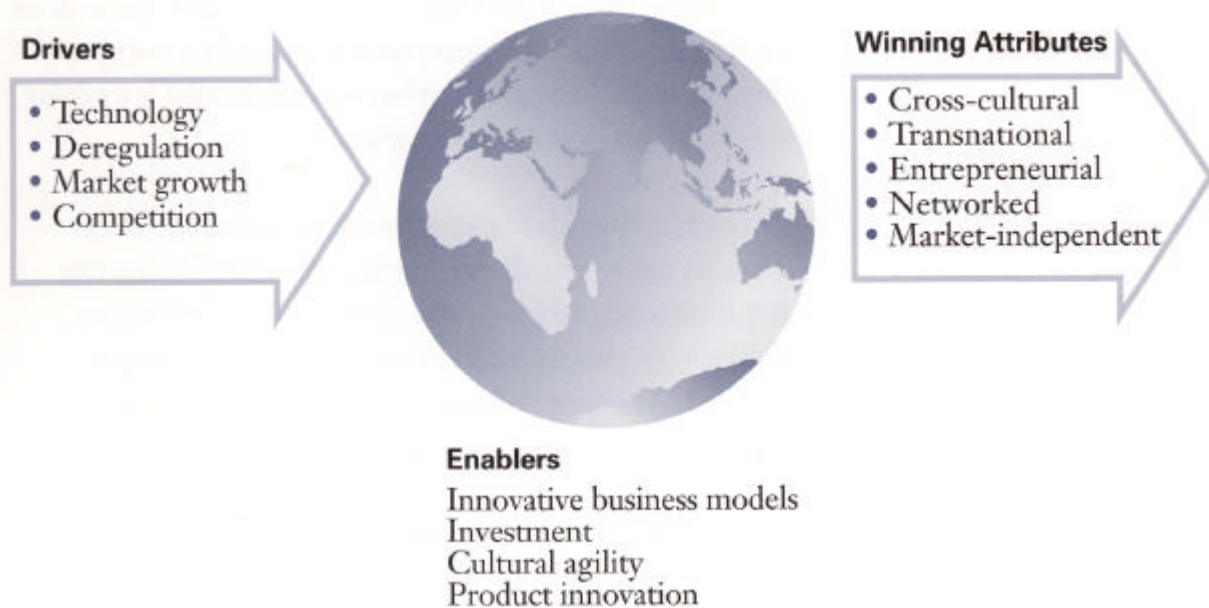 Drivers
• Technology
• Deregulation
• Market growth
• Competition
Winning Attributes
• Cross-cultural
• Transnational
• Entrepreneurial
• Networked
• Market-independent
Enablers
Innovative business models
Investment
Cultural agility
Product innovation